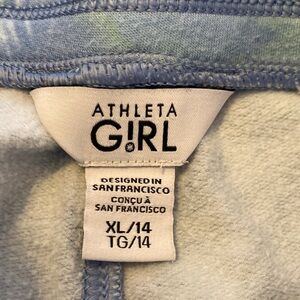 ATHLETA
GIRL
DESIGNED IN
SAN FRANCISCO
CONÇU À
SAN FRANCISCO
XL/14
TG/14